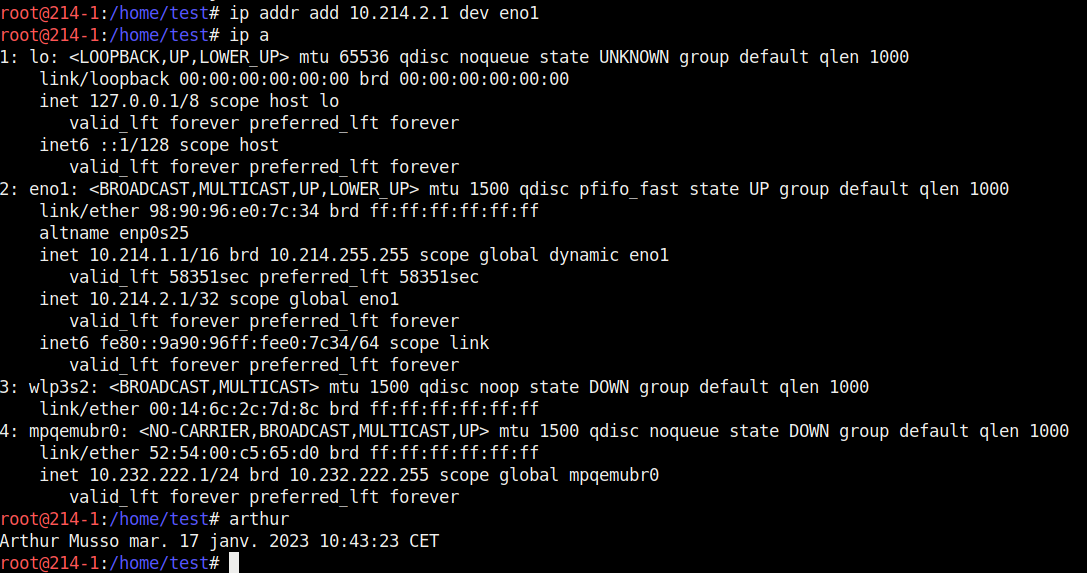 root@214-1:/home/test# ip addr add 10.214.2.1 dev eno1
root@214-1:/home/test# ip a
1: lo: <LOOPBACK,UP,LOWER_UP> mtu 65536 qdisc noqueue state UNKNOWN group default qlen 1000
    link/loopback 00:00:00:00:00:00 brd 00:00:00:00:00:00
    inet 127.0.0.1/8 scope host lo
       valid_lft forever preferred_lft forever
    inet6 ::1/128 scope host
       valid_lft forever preferred_lft forever
2: eno1: <BROADCAST,MULTICAST,UP,LOWER_UP> mtu 1500 qdisc pfifo_fast state UP group default qlen 1000
    link/ether 98:90:96:e0:7c:34 brd ff:ff:ff:ff:ff:ff
    altname enp0s25
    inet 10.214.1.1/16 brd 10.214.255.255 scope global dynamic eno1
       valid_lft 58351sec preferred_lft 58351sec
    inet 10.214.2.1/32 scope global eno1
       valid_lft forever preferred_lft forever
    inet6 fe80::9a90:96ff:fee0:7c34/64 scope link
       valid_lft forever preferred_lft forever
3: wlp3s2: <BROADCAST,MULTICAST> mtu 1500 qdisc noop state DOWN group default qlen 1000
    link/ether 00:14:6c:2c:7d:8c brd ff:ff:ff:ff:ff:ff
4: mpqemubr0: <NO-CARRIER,BROADCAST,MULTICAST,UP> mtu 1500 qdisc noqueue state DOWN group default qlen 1000
    link/ether 52:54:00:c5:65:d0 brd ff:ff:ff:ff:ff:ff
    inet 10.232.222.1/24 brd 10.232.222.255 scope global mpqemubr0
       valid_lft forever preferred_lft forever
root@214-1:/home/test# arthur
Arthur Musso mar. 17 janv. 2023 10:43:23 CET
root@214-1:/home/test#